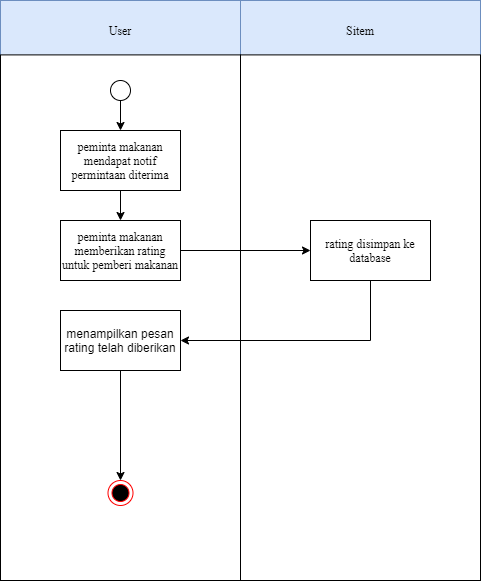 User
Sitem
peminta makanan
mendapat notif
permintaan diterima
peminta makanan
memberikan rating
untuk pemberi makanan
rating disimpan ke
database
menampilkan pesan
rating telah diberikan